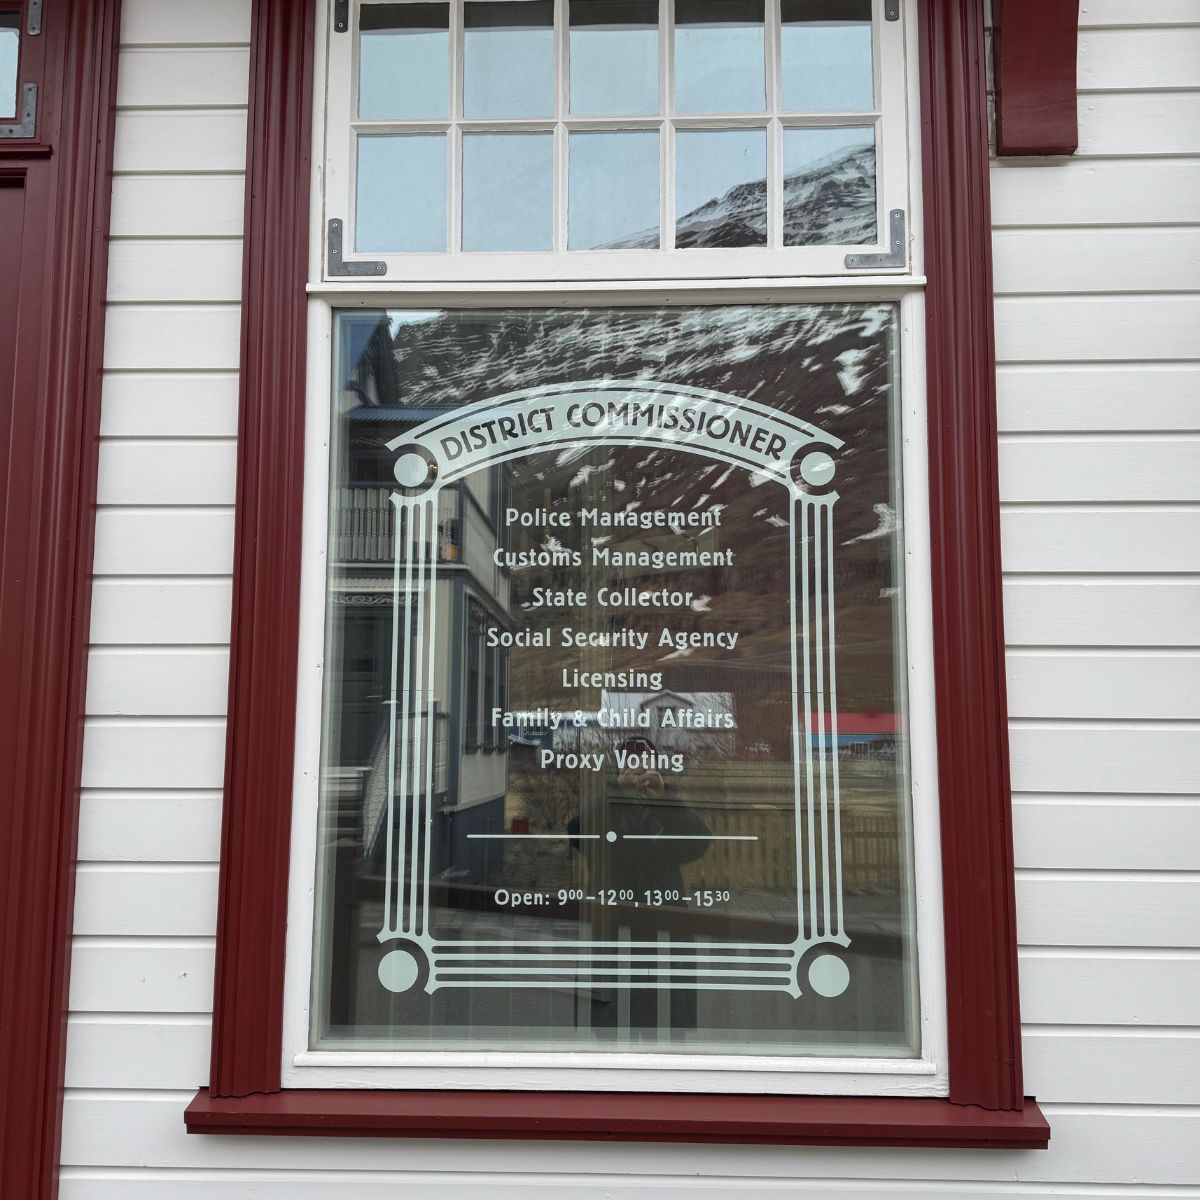 DISTRICT COMMISSIONER
Police Management
Customs Management
State Collector
Social Security Agency
Licensing
Family & Child Affairs
Proxy Voting
Open: 9⁰⁰–12⁰⁰, 13⁰⁰–15³⁰